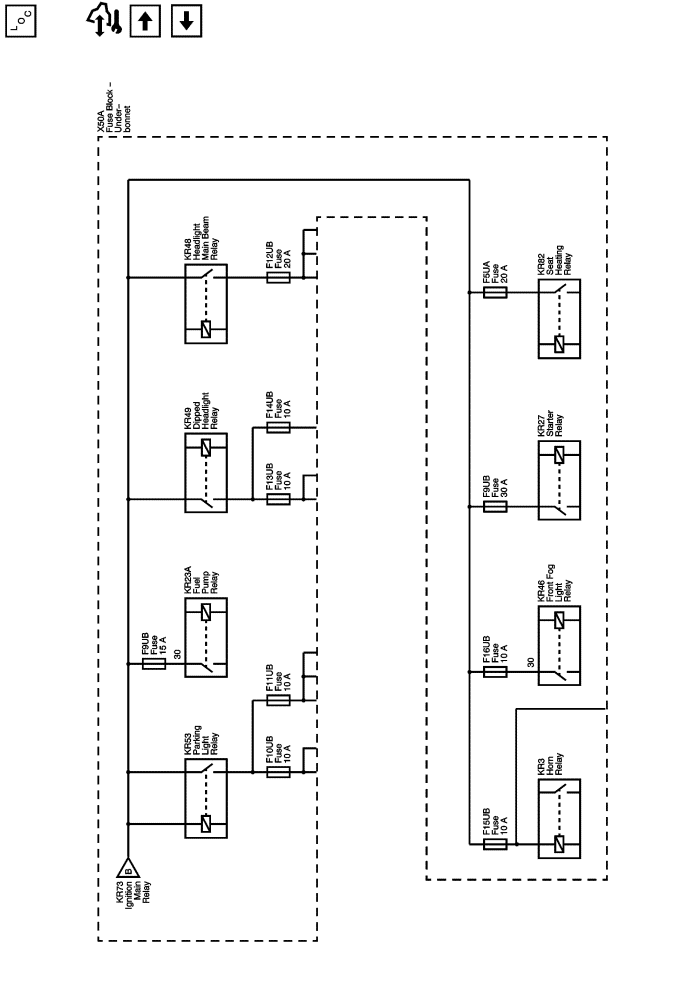 LOC
X50A
Fuse Block –
Under–
bonnet
KR48
Headlight
Main Beam
Relay
F12UB
Fuse
20 A
KR49
Dipped
Headlight
Relay
F14UB
Fuse
10 A
F13UB
Fuse
10 A
F9UB
Fuse
15 A
30
KR23A
Fuel
Pump
Relay
F11UB
Fuse
10 A
KR53
Parking
Light
Relay
F10UB
Fuse
10 A
B
KR73
Ignition
Main
Relay
F5UA
Fuse
20 A
KR82
Seat
Heating
Relay
F9UB
Fuse
30 A
KR27
Starter
Relay
F16UB
Fuse
10 A
30
KR46
Front Fog
Light
Relay
F15UB
Fuse
10 A
KR3
Horn
Relay